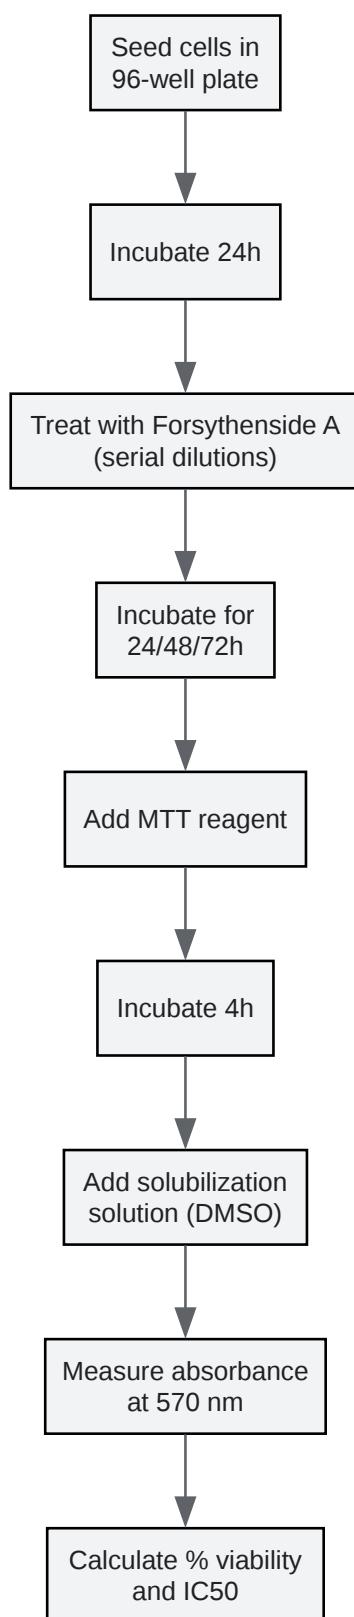 Seed cells in
96-well plate
Incubate 24h
Treat with Forsythenside A
(serial dilutions)
Incubate for
24/48/72h
Add MTT reagent
Incubate 4h
Add solubilization
solution (DMSO)
Measure absorbance
at 570 nm
Calculate % viability
and IC50